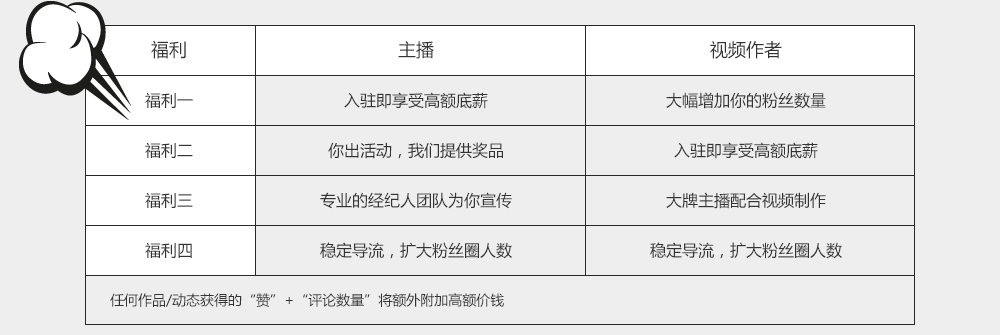 福利 主播 视频作者
福利一 入驻即享受高额底薪 大幅增加你的粉丝数量
福利二 你出活动，我们提供奖品 入驻即享受高额底薪
福利三 专业的经纪人团队为你宣传 大牌主播配合视频制作
福利四 稳定导流，扩大粉丝圈人数 稳定导流，扩大粉丝圈人数
任何作品/动态获得的“赞”+“评论数量”将额外附加高额价钱